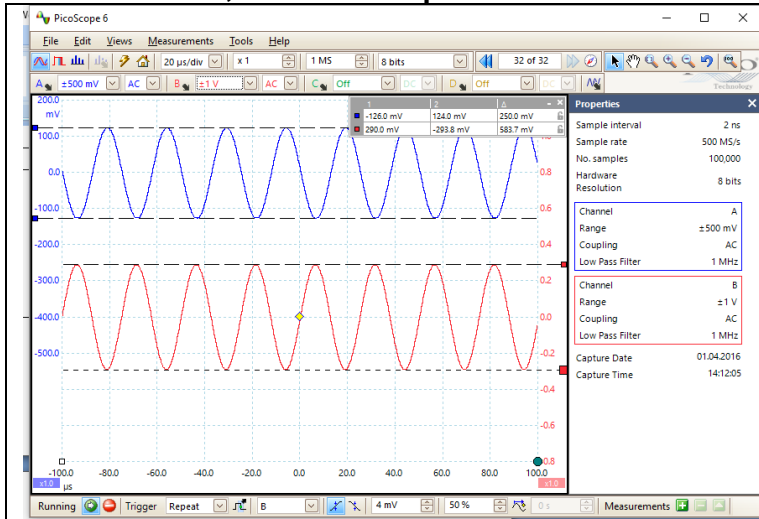 PicoScope 6
File Edit Views Measurements Tools Help
20 µs/div x 1 1 MS 8 bits 32 of 32
A ±500 mV AC B ±1 V AC C Off DC D Off DC
Technology
200.0
mV
100.0
0.0
-100.0
-200.0
-300.0
-400.0
-500.0
1 2 Δ
-126.0 mV 124.0 mV 250.0 mV
290.0 mV -293.8 mV 583.7 mV
0.8
0.6
0.4
0.2
0.0
-0.2
-0.4
-0.6
-0.8
-100.0 -80.0 -60.0 -40.0 -20.0 0.0 20.0 40.0 60.0 80.0 100.0
x1.0 µs x1.0
Properties
Sample interval 2 ns
Sample rate 500 MS/s
No. samples 100,000
Hardware
Resolution 8 bits
Channel A
Range ±500 mV
Coupling AC
Low Pass Filter 1 MHz
Channel B
Range ±1 V
Coupling AC
Low Pass Filter 1 MHz
Capture Date 01.04.2016
Capture Time 14:12:05
Running Trigger Repeat B 4 mV 50 % 0 s Measurements